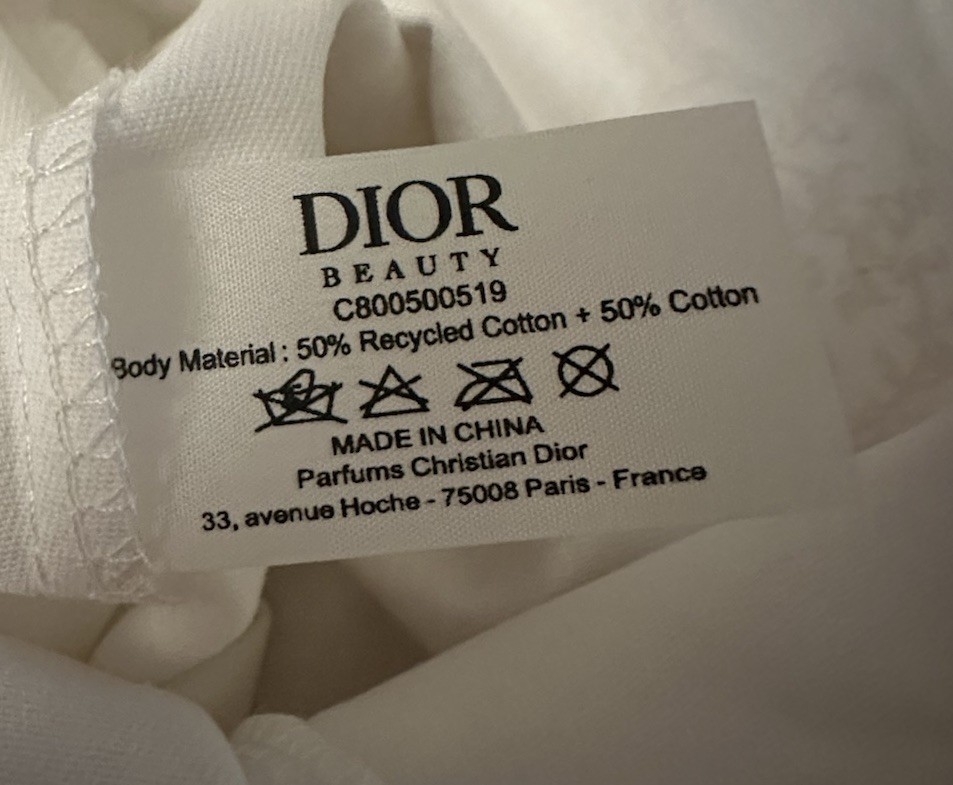 DIOR
BEAUTY
C800500519
Body Material : 50% Recycled Cotton + 50% Cotton
MADE IN CHINA
Parfums Christian Dior
33, avenue Hoche - 75008 Paris - France